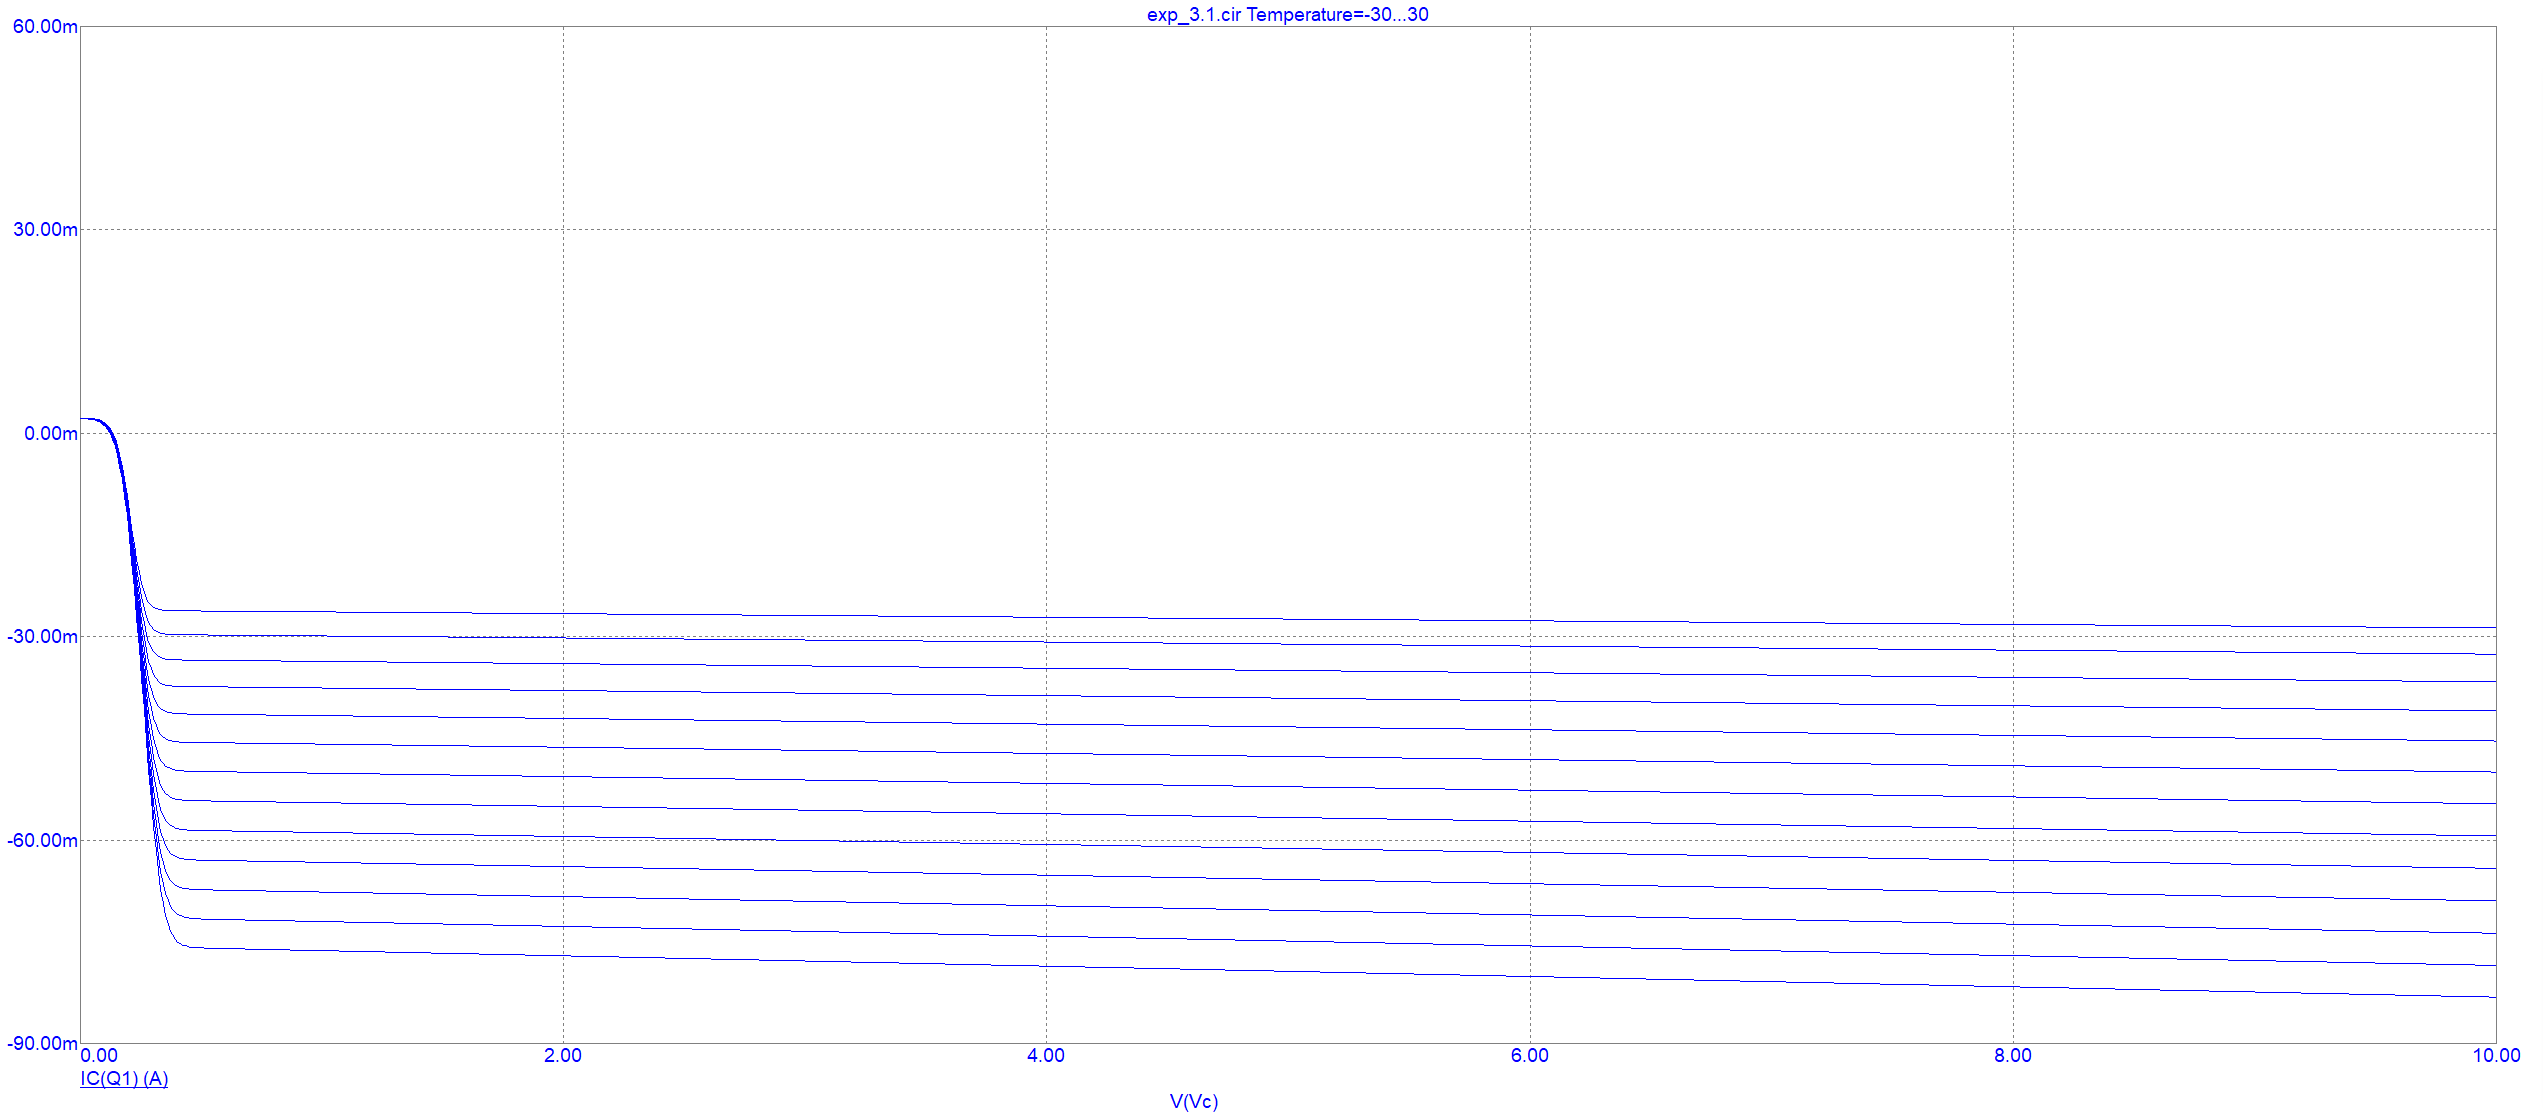 exp_3.1.cir Temperature=-30...30
60.00m
30.00m
0.00m
-30.00m
-60.00m
-90.00m
0.00 2.00 4.00 6.00 8.00 10.00
IC(Q1) (A)
V(Vc)